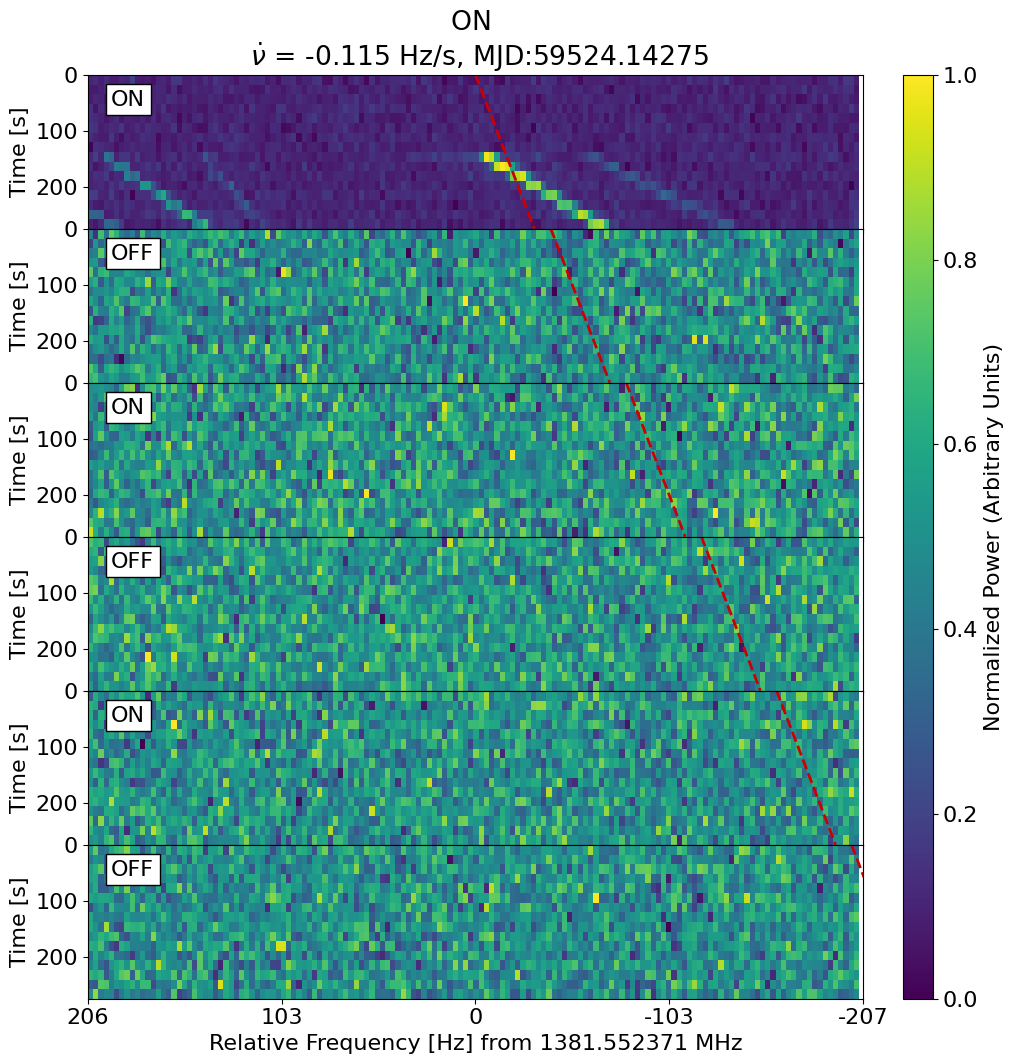 ON
ν̇ = -0.115 Hz/s, MJD:59524.14275
0
ON
100
200
Time [s]
0
OFF
100
200
Time [s]
0
ON
100
200
Time [s]
0
OFF
100
200
Time [s]
0
ON
100
200
Time [s]
0
OFF
100
200
Time [s]
206 103 0 -103 -207
Relative Frequency [Hz] from 1381.552371 MHz
1.0
0.8
0.6
0.4
0.2
0.0
Normalized Power (Arbitrary Units)